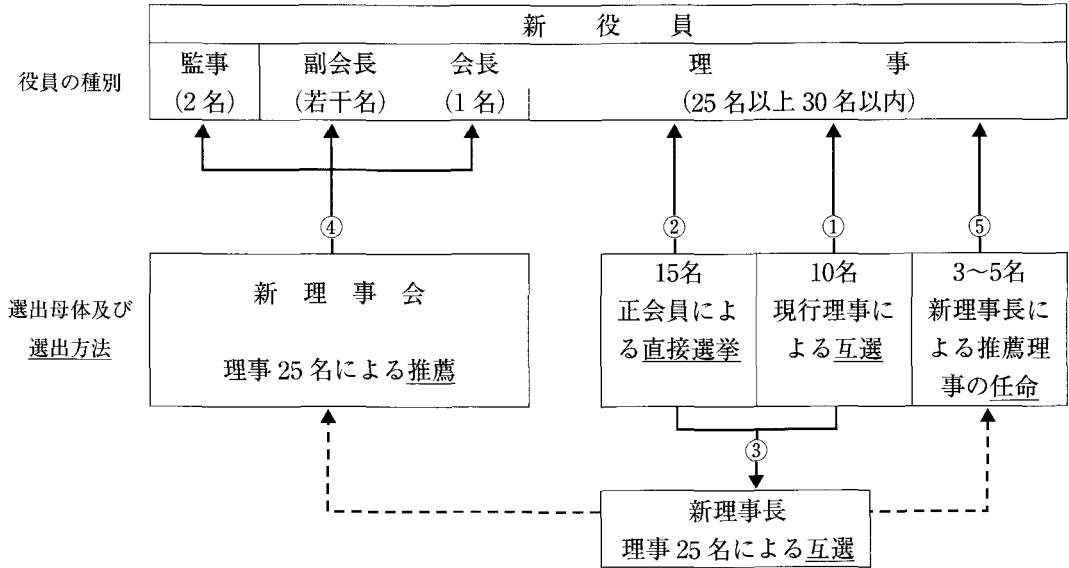 新役員
役員の種別
監事
(2名)
副会長
(若干名)
会長
(1名)
理事
(25名以上30名以内)
④
②
①
⑤
選出母体及び
選出方法
新理事会
理事25名による推薦
15名
正会員によ
る直接選挙
10名
現行理事に
よる互選
3〜5名
新理事長に
よる推薦理
事の任命
③
新理事長
理事25名による互選